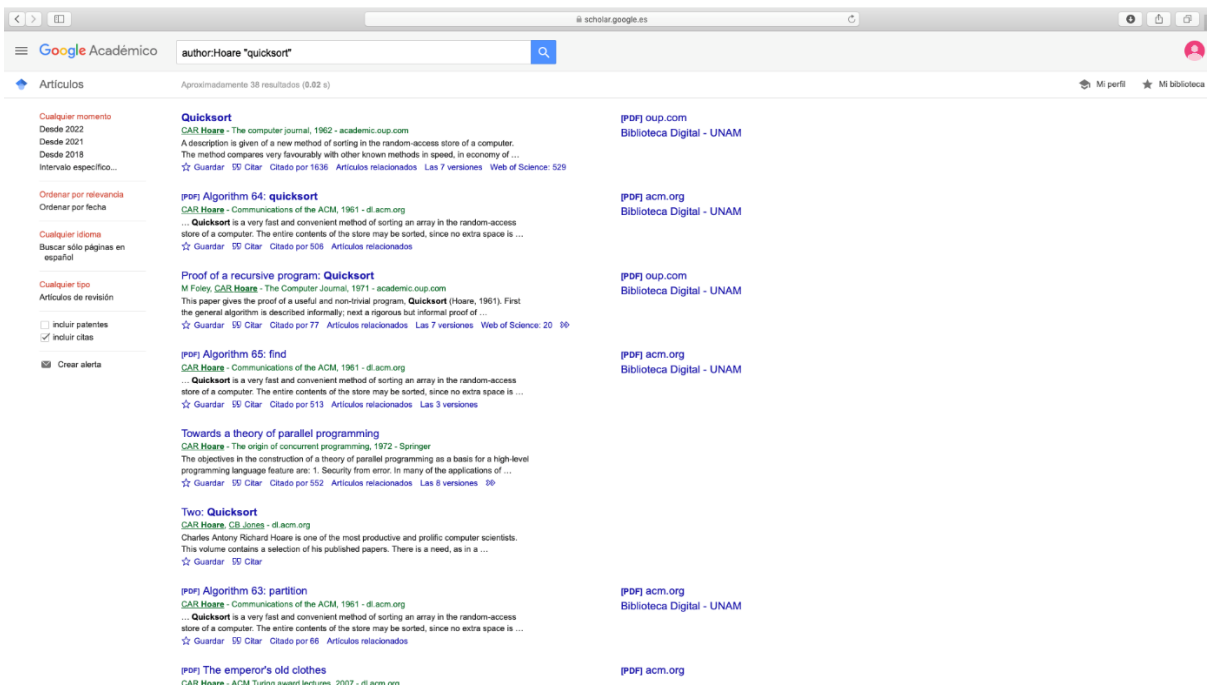 scholar.google.es
Google Académico
author:Hoare "quicksort"
Artículos
Aproximadamente 38 resultados (0.02 s)
Mi perfil
Mi biblioteca
Cualquier momento
Desde 2022
Desde 2021
Desde 2018
Intervalo específico...
Ordenar por relevancia
Ordenar por fecha
Cualquier idioma
Buscar sólo páginas en
español
Cualquier tipo
Artículos de revisión
incluir patentes
incluir citas
Crear alerta
Quicksort
CAR Hoare - The computer journal, 1962 - academic.oup.com
A description is given of a new method of sorting in the random-access store of a computer.
The method compares very favourably with other known methods in speed, in economy of ...
Guardar Citar Citado por 1636 Artículos relacionados Las 7 versiones Web of Science: 529
[PDF] oup.com
Biblioteca Digital - UNAM
[PDF] Algorithm 64: quicksort
CAR Hoare - Communications of the ACM, 1961 - dl.acm.org
... Quicksort is a very fast and convenient method of sorting an array in the random-access
store of a computer. The entire contents of the store may be sorted, since no extra space is ...
Guardar Citar Citado por 506 Artículos relacionados
[PDF] acm.org
Biblioteca Digital - UNAM
Proof of a recursive program: Quicksort
M Foley, CAR Hoare - The Computer Journal, 1971 - academic.oup.com
This paper gives the proof of a useful and non-trivial program, Quicksort (Hoare, 1961). First
the general algorithm is described informally; next a rigorous but informal proof of ...
Guardar Citar Citado por 77 Artículos relacionados Las 7 versiones Web of Science: 20
[PDF] oup.com
Biblioteca Digital - UNAM
[PDF] Algorithm 65: find
CAR Hoare - Communications of the ACM, 1961 - dl.acm.org
... Quicksort is a very fast and convenient method of sorting an array in the random-access
store of a computer. The entire contents of the store may be sorted, since no extra space is ...
Guardar Citar Citado por 513 Artículos relacionados Las 3 versiones
[PDF] acm.org
Biblioteca Digital - UNAM
Towards a theory of parallel programming
CAR Hoare - The origin of concurrent programming, 1972 - Springer
The objectives in the construction of a theory of parallel programming as a basis for a high-level
programming language feature are: 1. Security from error. In many of the applications of ...
Guardar Citar Citado por 552 Artículos relacionados Las 8 versiones
Two: Quicksort
CAR Hoare, CB Jones - dl.acm.org
Charles Antony Richard Hoare is one of the most productive and prolific computer scientists.
This volume contains a selection of his published papers. There is a need, as in a ...
Guardar Citar
[PDF] Algorithm 63: partition
CAR Hoare - Communications of the ACM, 1961 - dl.acm.org
... Quicksort is a very fast and convenient method of sorting an array in the random-access
store of a computer. The entire contents of the store may be sorted, since no extra space is ...
Guardar Citar Citado por 66 Artículos relacionados
[PDF] acm.org
Biblioteca Digital - UNAM
[PDF] The emperor's old clothes
CAR Hoare - ACM Turing award lectures, 2007 - dl.acm.org
[PDF] acm.org